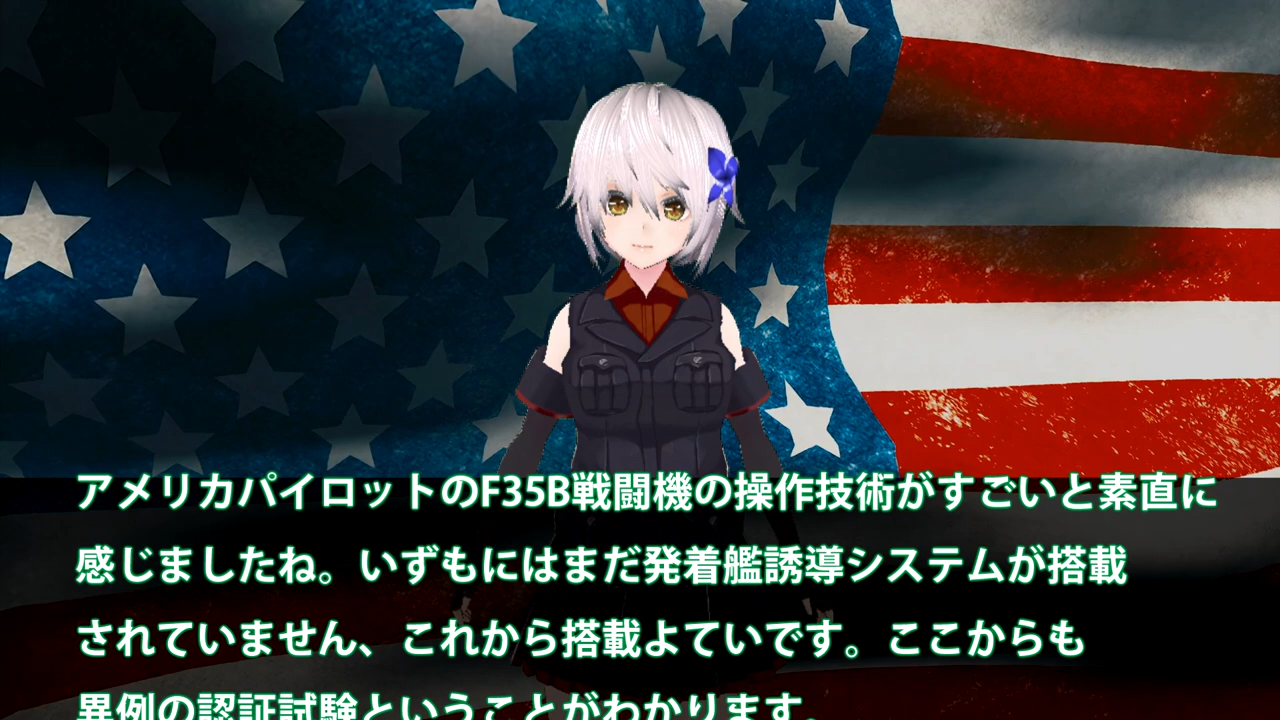 アメリカパイロットのF35B戦闘機の操作技術がすごいと素直に
感じましたね。いずもにはまだ発着艦誘導システムが搭載
されていません、これから搭載よていです。ここからも
異例の認証試験ということがわかります。